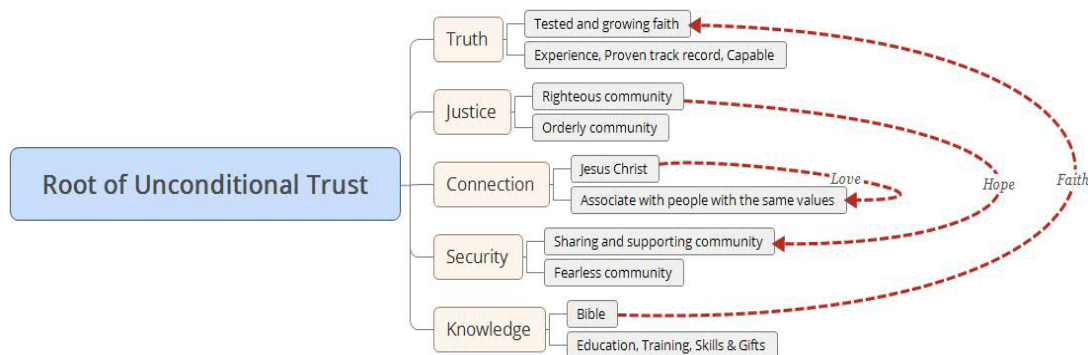 Root of Unconditional Trust
Truth
Tested and growing faith
Experience, Proven track record, Capable
Justice
Righteous community
Orderly community
Connection
Jesus Christ
Associate with people with the same values
Security
Sharing and supporting community
Fearless community
Knowledge
Bible
Education, Training, Skills & Gifts
Love
Hope
Faith